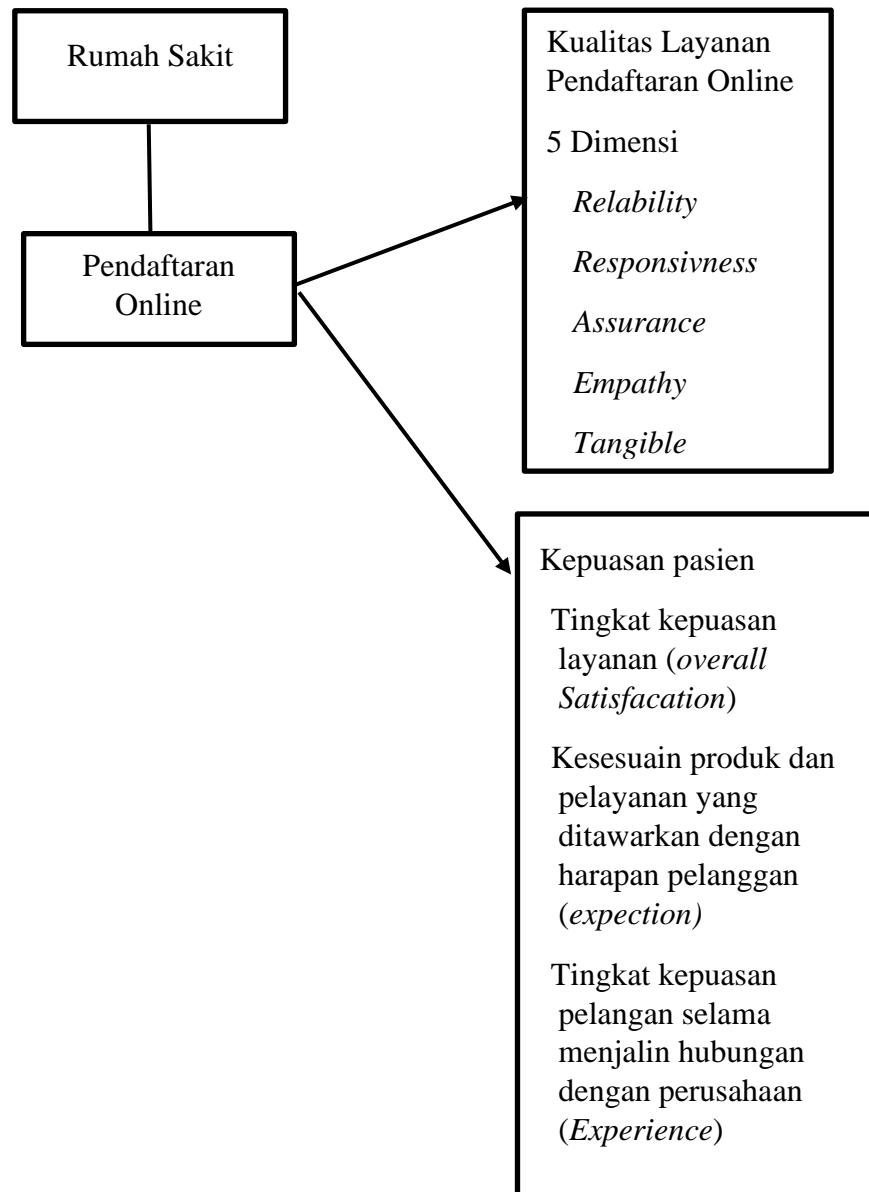 Rumah Sakit
Pendaftaran
Online
Kualitas Layanan
Pendaftaran Online
5 Dimensi
Relability
Responsivness
Assurance
Empathy
Tangible
Kepuasan pasien
Tingkat kepuasan
layanan (overall
Satisfacation)
Kesesuain produk dan
pelayanan yang
ditawarkan dengan
harapan pelanggan
(expection)
Tingkat kepuasan
pelangan selama
menjalin hubungan
dengan perusahaan
(Experience)